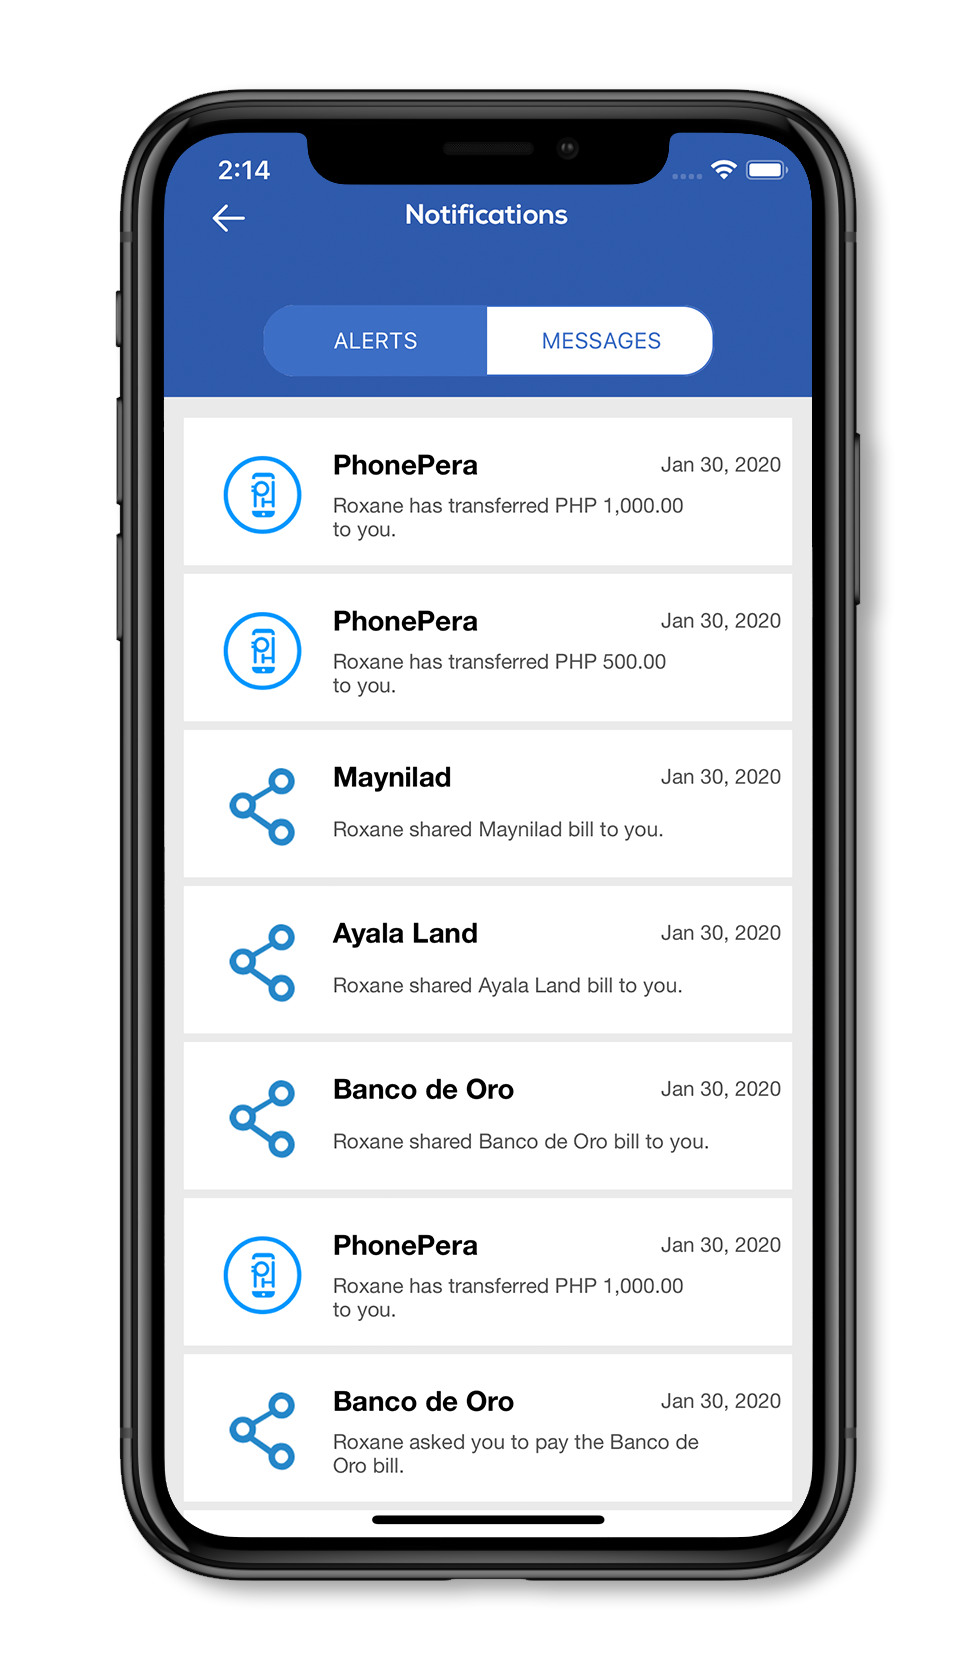 2:14
Notifications
ALERTS
MESSAGES
PhonePera
Jan 30, 2020
Roxane has transferred PHP 1,000.00
to you.
PhonePera
Jan 30, 2020
Roxane has transferred PHP 500.00
to you.
Maynilad
Jan 30, 2020
Roxane shared Maynilad bill to you.
Ayala Land
Jan 30, 2020
Roxane shared Ayala Land bill to you.
Banco de Oro
Jan 30, 2020
Roxane shared Banco de Oro bill to you.
PhonePera
Jan 30, 2020
Roxane has transferred PHP 1,000.00
to you.
Banco de Oro
Jan 30, 2020
Roxane asked you to pay the Banco de
Oro bill.